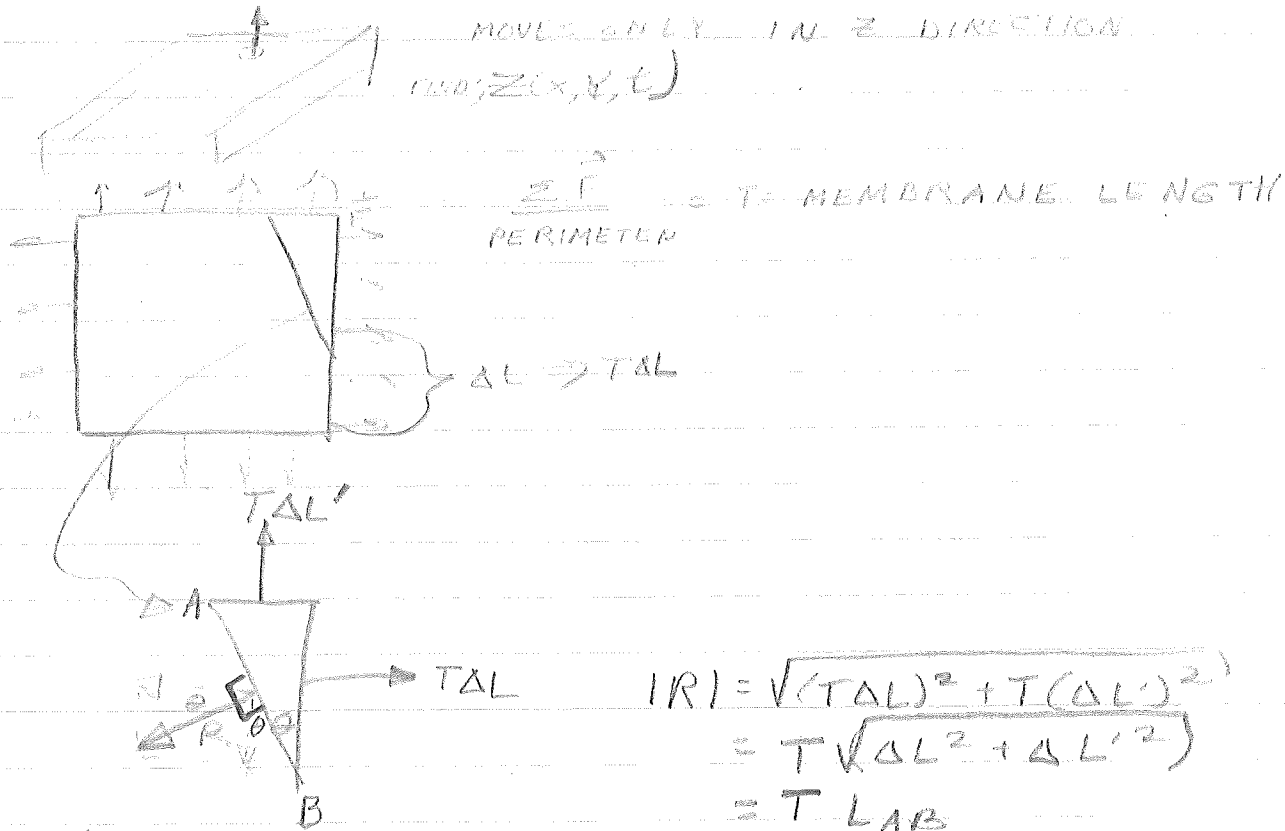 MOVES ONLY IN Z DIRECTION
Z(x,y,t)
ΣF⃗ / PERIMETER = T = MEMBRANE LENGTH
ΔL ⇒ TΔL
TΔL'
A
TΔL
θ θ
R
B
|R| = √((TΔL)² + T(ΔL')²)
= T√(ΔL² + ΔL'²)
= T L_AB